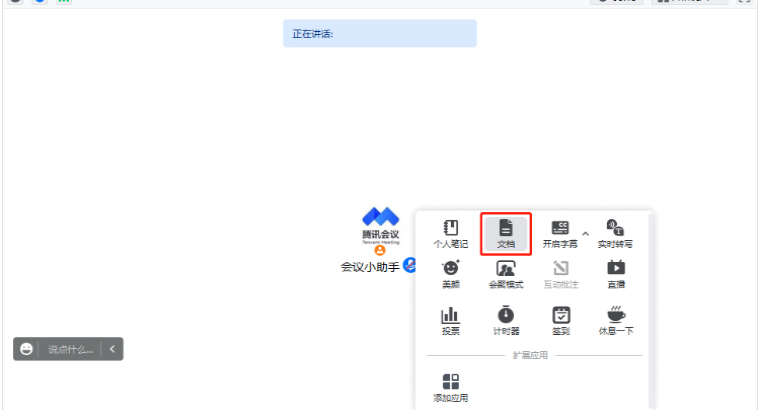 正在讲话:
腾讯会议
Tencent Meeting
会议小助手
个人笔记
文档
开启字幕
实时转写
美颜
会聚模式
互动批注
直播
投票
计时器
签到
休息一下
说点什么...
扩展应用
添加应用